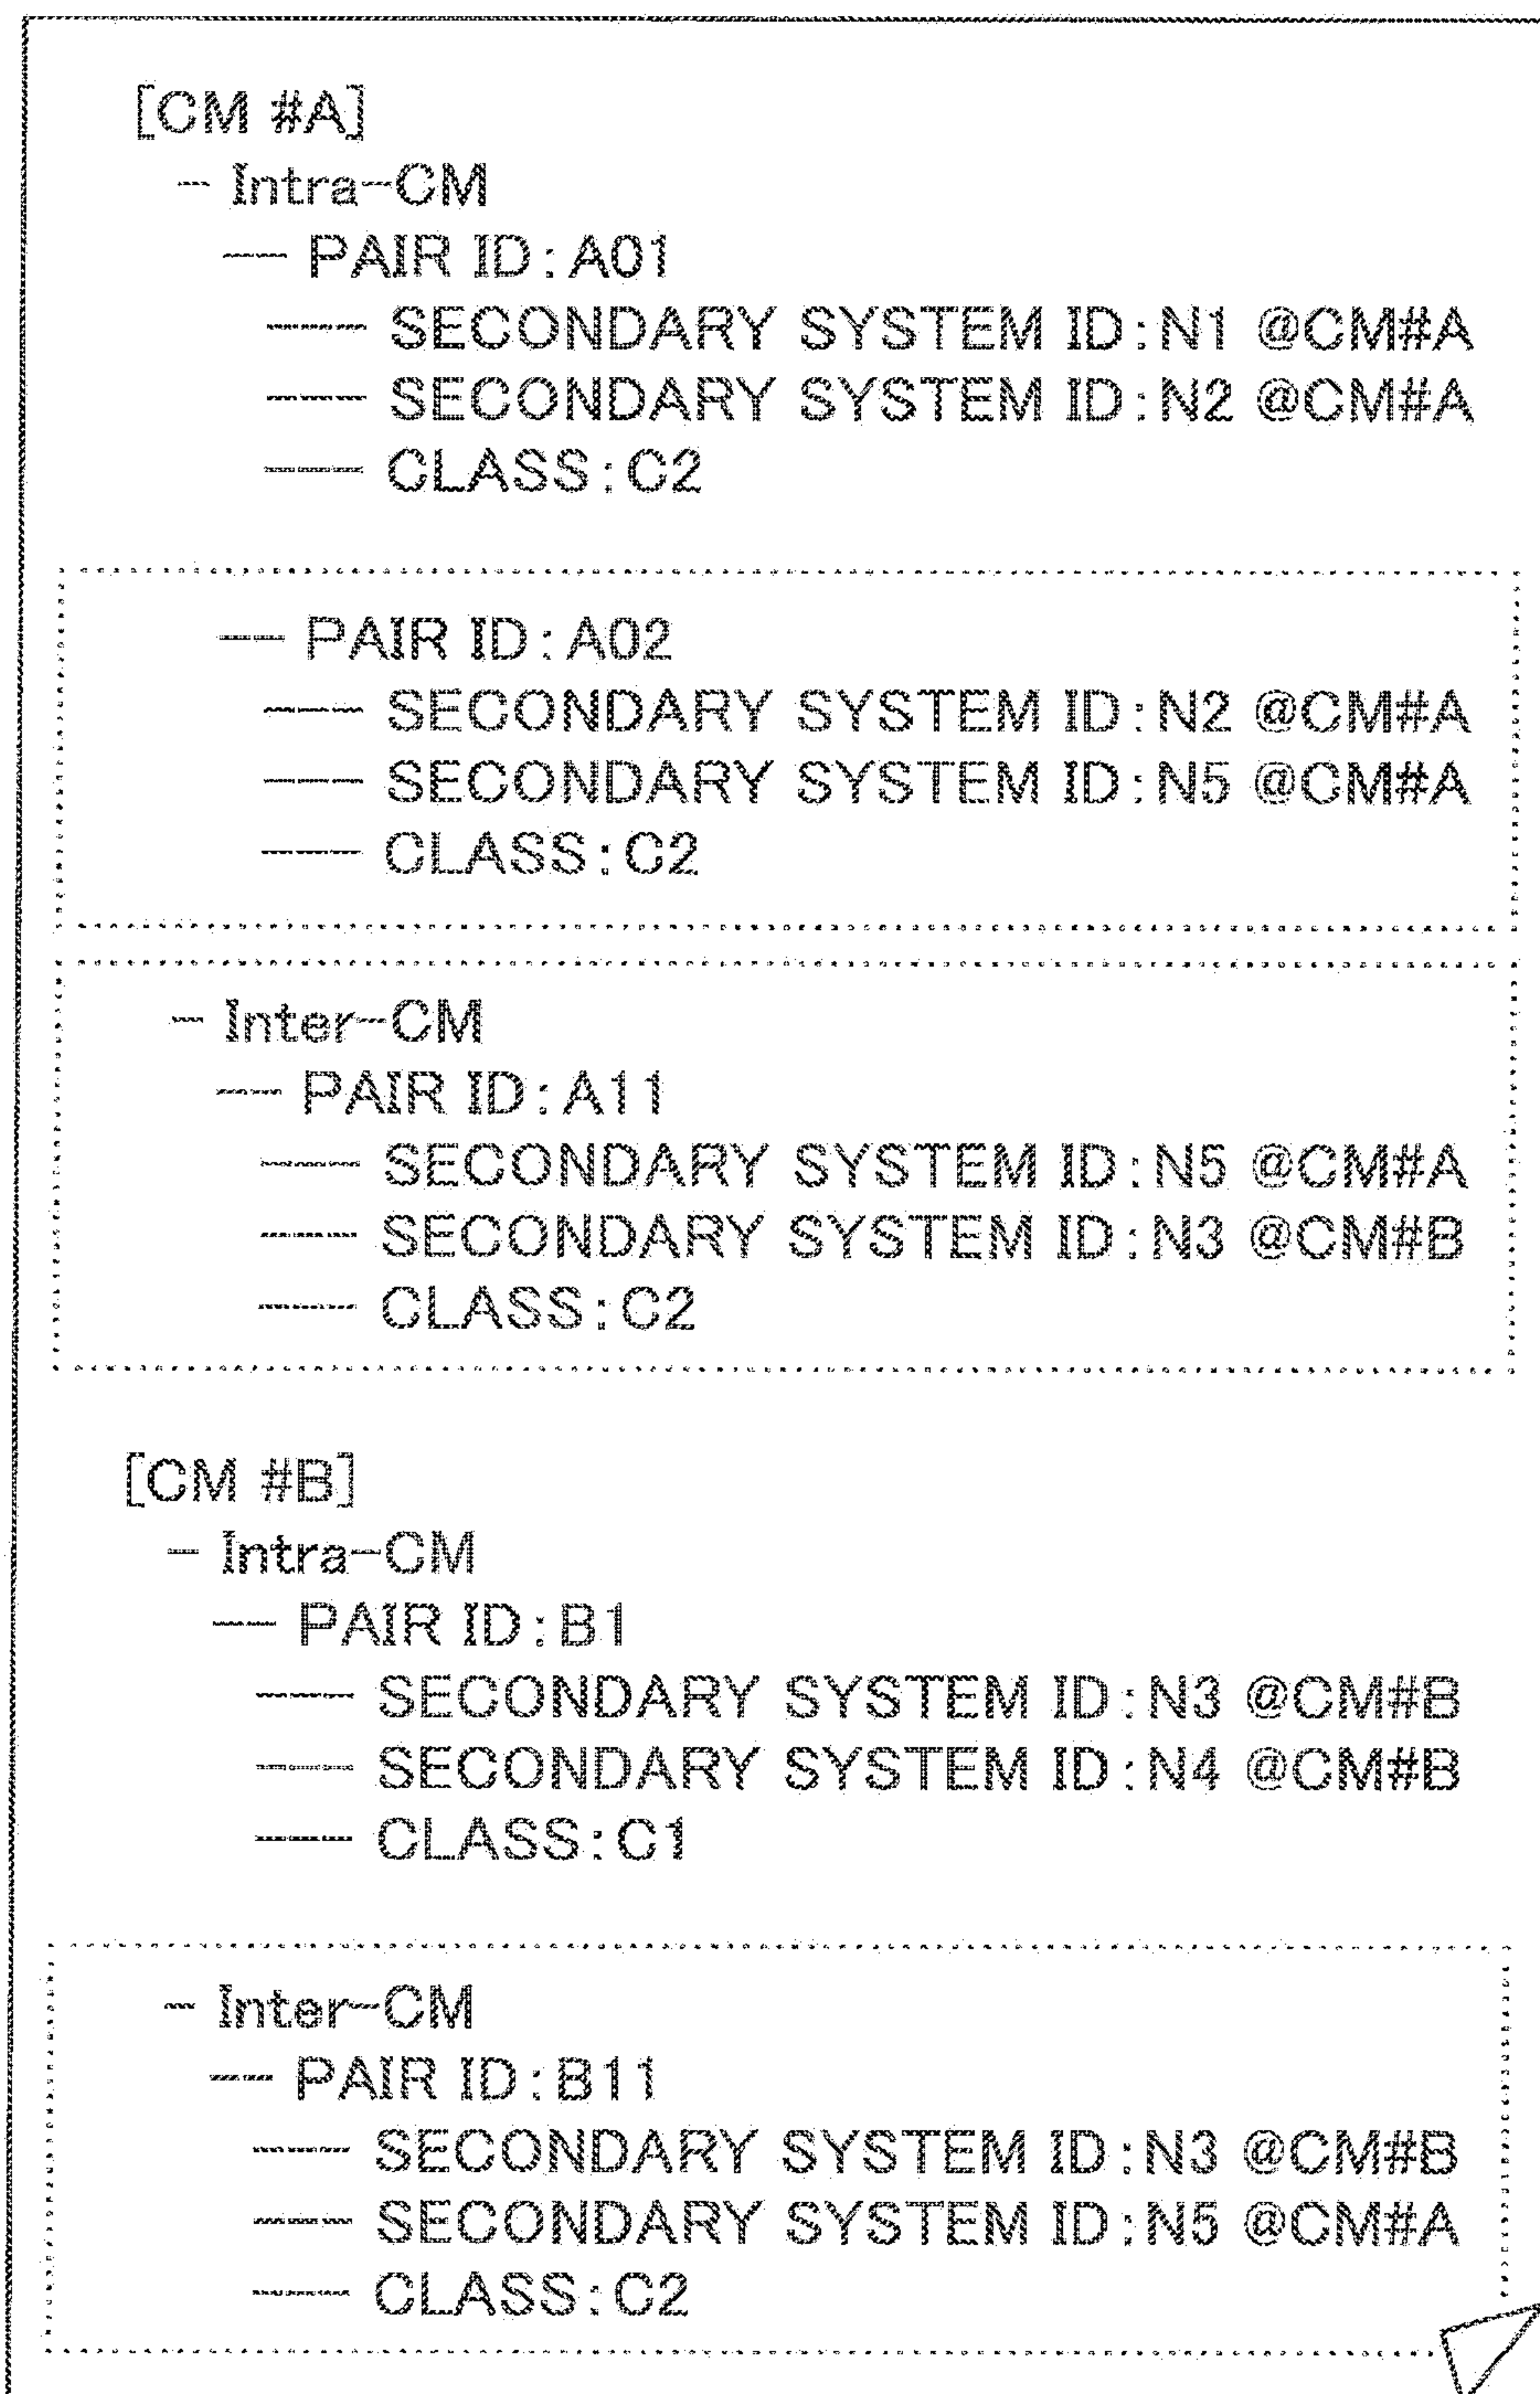 [CM #A]
- Intra-CM
-- PAIR ID:A01
--- SECONDARY SYSTEM ID:N1 @CM#A
--- SECONDARY SYSTEM ID:N2 @CM#A
--- CLASS:C2
-- PAIR ID:A02
--- SECONDARY SYSTEM ID:N2 @CM#A
--- SECONDARY SYSTEM ID:N5 @CM#A
--- CLASS:C2
- Inter-CM
-- PAIR ID:A11
--- SECONDARY SYSTEM ID:N5 @CM#A
--- SECONDARY SYSTEM ID:N3 @CM#B
--- CLASS:C2
[CM #B]
- Intra-CM
-- PAIR ID:B1
--- SECONDARY SYSTEM ID:N3 @CM#B
--- SECONDARY SYSTEM ID:N4 @CM#B
--- CLASS:C1
- Inter-CM
-- PAIR ID:B11
--- SECONDARY SYSTEM ID:N3 @CM#B
--- SECONDARY SYSTEM ID:N5 @CM#A
--- CLASS:C2